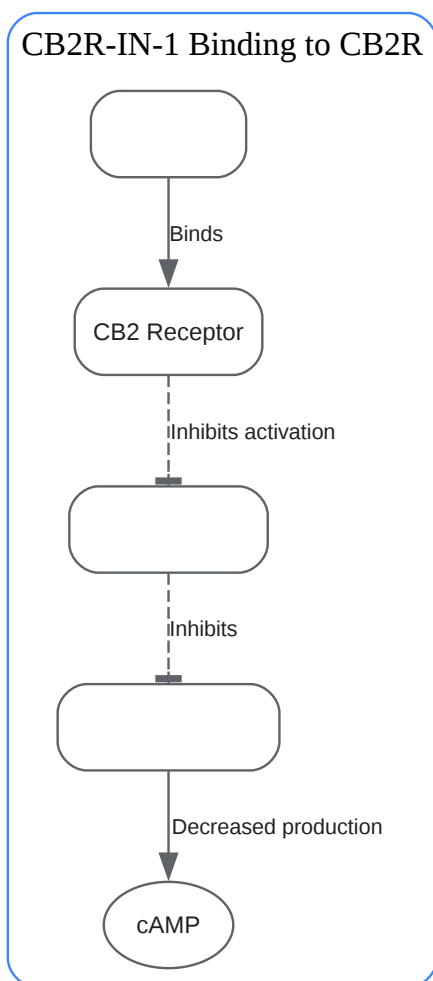 CB2R-IN-1 Binding to CB2R
Binds
CB2 Receptor
Inhibits activation
Inhibits
Decreased production
cAMP